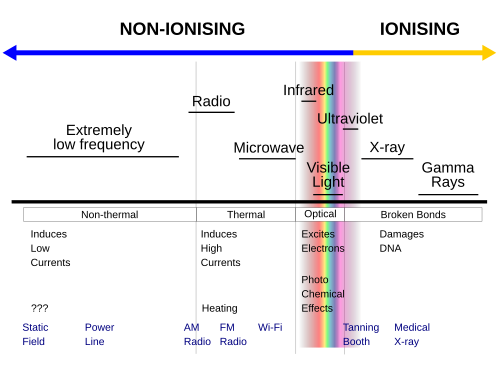 NON-IONISING
IONISING
Infrared
Radio
Ultraviolet
Extremely
low frequency
Microwave
X-ray
Visible
Light
Gamma
Rays
Non-thermal
Thermal
Optical
Broken Bonds
Induces
Low
Currents
Induces
High
Currents
Excites
Electrons
Damages
DNA
Photo
Chemical
Effects
???
Heating
Static
Field
Power
Line
AM
Radio
FM
Radio
Wi-Fi
Tanning
Booth
Medical
X-ray